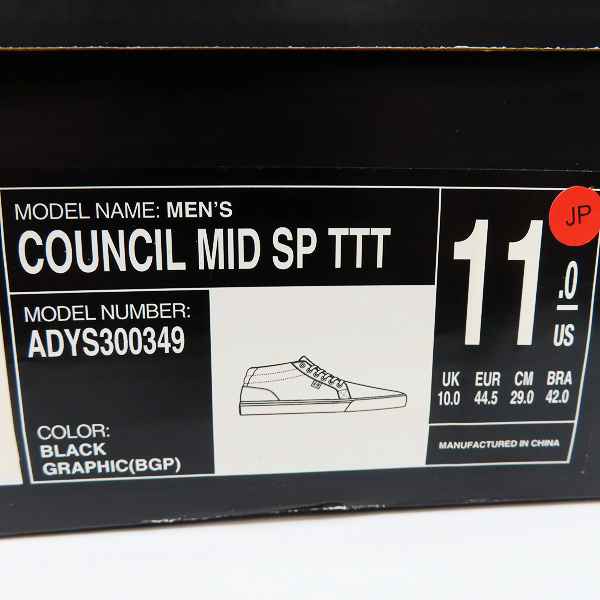 MODEL NAME: MEN'S
COUNCIL MID SP TTT
MODEL NUMBER:
ADYS300349
COLOR:
BLACK
GRAPHIC(BGP)
JP
11.0
US
UK EUR CM BRA
10.0 44.5 29.0 42.0
MANUFACTURED IN CHINA